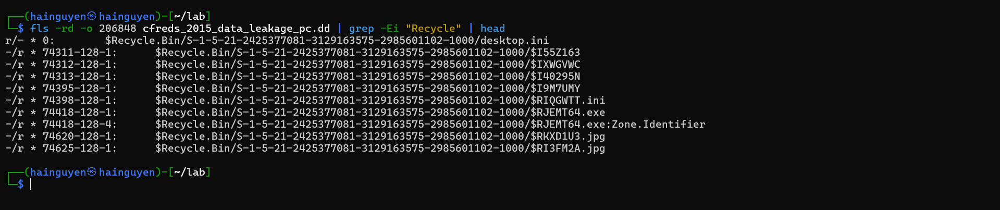 ┌──(hainguyen㉿hainguyen)-[~/lab]
└─$ fls -rd -o 206848 cfreds_2015_data_leakage_pc.dd | grep -Ei "Recycle" | head
r/- * 0:        $Recycle.Bin/S-1-5-21-2425377081-3129163575-2985601102-1000/desktop.ini
-/r * 74311-128-1:      $Recycle.Bin/S-1-5-21-2425377081-3129163575-2985601102-1000/$I55Z163
-/r * 74312-128-1:      $Recycle.Bin/S-1-5-21-2425377081-3129163575-2985601102-1000/$IXWGVWC
-/r * 74313-128-1:      $Recycle.Bin/S-1-5-21-2425377081-3129163575-2985601102-1000/$I40295N
-/r * 74395-128-1:      $Recycle.Bin/S-1-5-21-2425377081-3129163575-2985601102-1000/$I9M7UMY
-/r * 74398-128-1:      $Recycle.Bin/S-1-5-21-2425377081-3129163575-2985601102-1000/$RIQGWTT.ini
-/r * 74418-128-1:      $Recycle.Bin/S-1-5-21-2425377081-3129163575-2985601102-1000/$RJEMT64.exe
-/r * 74418-128-4:      $Recycle.Bin/S-1-5-21-2425377081-3129163575-2985601102-1000/$RJEMT64.exe:Zone.Identifier
-/r * 74620-128-1:      $Recycle.Bin/S-1-5-21-2425377081-3129163575-2985601102-1000/$RKXD1U3.jpg
-/r * 74625-128-1:      $Recycle.Bin/S-1-5-21-2425377081-3129163575-2985601102-1000/$RI3FM2A.jpg
┌──(hainguyen㉿hainguyen)-[~/lab]
└─$